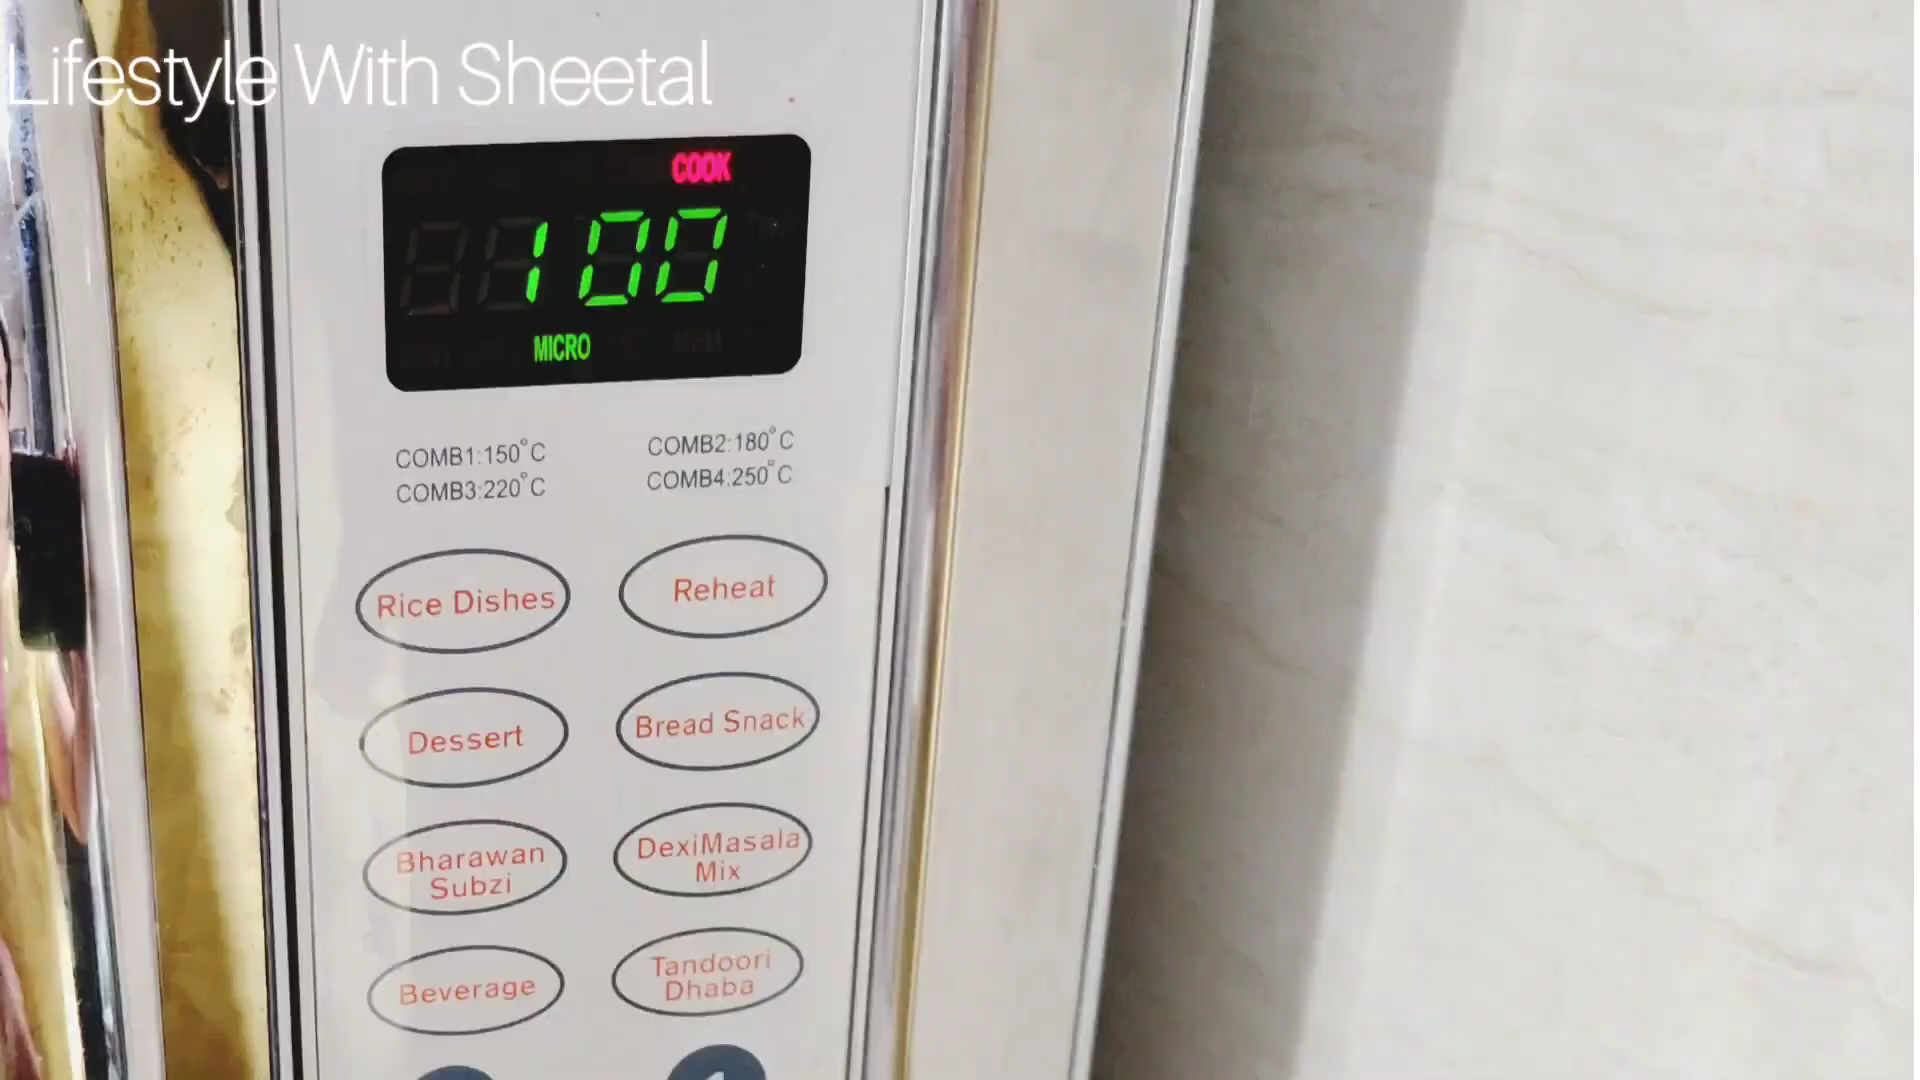 Lifestyle With Sheetal
COOK
100
MICRO
COMB1:150°C COMB2:180°C
COMB3:220°C COMB4:250°C
Rice Dishes Reheat
Dessert Bread Snack
Bharawan Subzi
DexiMasala Mix
Beverage
Tandoori Dhaba